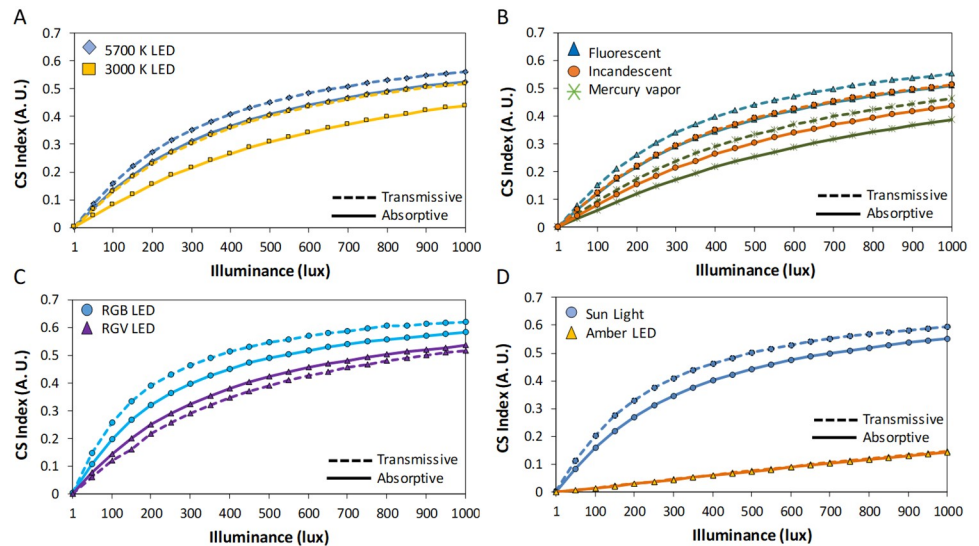 A
0.7
0.6
0.5
0.4
0.3
0.2
0.1
0
CS Index (A. U.)
5700 K LED
3000 K LED
Transmissive
Absorptive
1 100 200 300 400 500 600 700 800 900 1000
Illuminance (lux)
B
0.7
0.6
0.5
0.4
0.3
0.2
0.1
0
CS Index (A. U.)
Fluorescent
Incandescent
Mercury vapor
Transmissive
Absorptive
1 100 200 300 400 500 600 700 800 900 1000
Illuminance (lux)
C
0.7
0.6
0.5
0.4
0.3
0.2
0.1
0
CS Index (A. U.)
RGB LED
RGV LED
Transmissive
Absorptive
1 100 200 300 400 500 600 700 800 900 1000
Illuminance (lux)
D
0.7
0.6
0.5
0.4
0.3
0.2
0.1
0
CS Index (A. U.)
Sun Light
Amber LED
Transmissive
Absorptive
1 100 200 300 400 500 600 700 800 900 1000
Illuminance (lux)